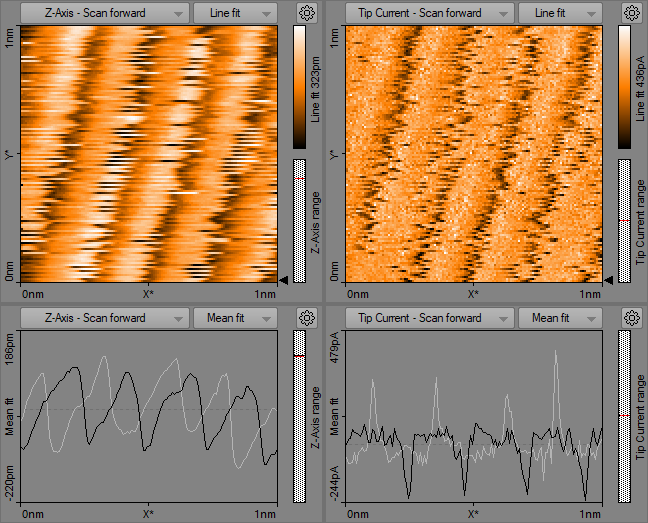 Z-Axis - Scan forward
Line fit
1nm
Y*
0nm
0nm
X*
1nm
Line fit 323pm
Z-Axis range
Tip Current - Scan forward
Line fit
1nm
Y*
0nm
0nm
X*
1nm
Line fit 436pA
Tip Current range
Z-Axis - Scan forward
Mean fit
186pm
Mean fit
-220pm
0nm
X*
1nm
Z-Axis range
Tip Current - Scan forward
Mean fit
479pA
Mean fit
-244pA
0nm
X*
1nm
Tip Current range